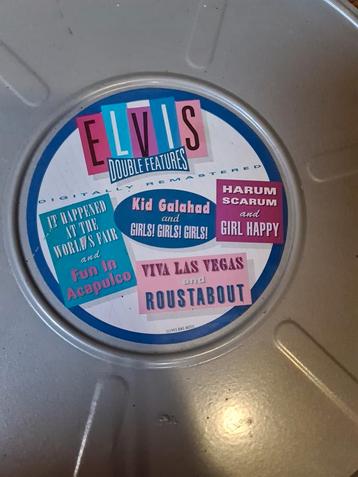 ELVIS
DOUBLE FEATURES
DIGITALLY REMASTERED
IT HAPPENED
AT THE
WORLD'S FAIR
and
Fun In
Acapulco
Kid Galahad
and
GIRLS! GIRLS! GIRLS!
HARUM
SCARUM
and
GIRL HAPPY
VIVA LAS VEGAS
and
ROUSTABOUT